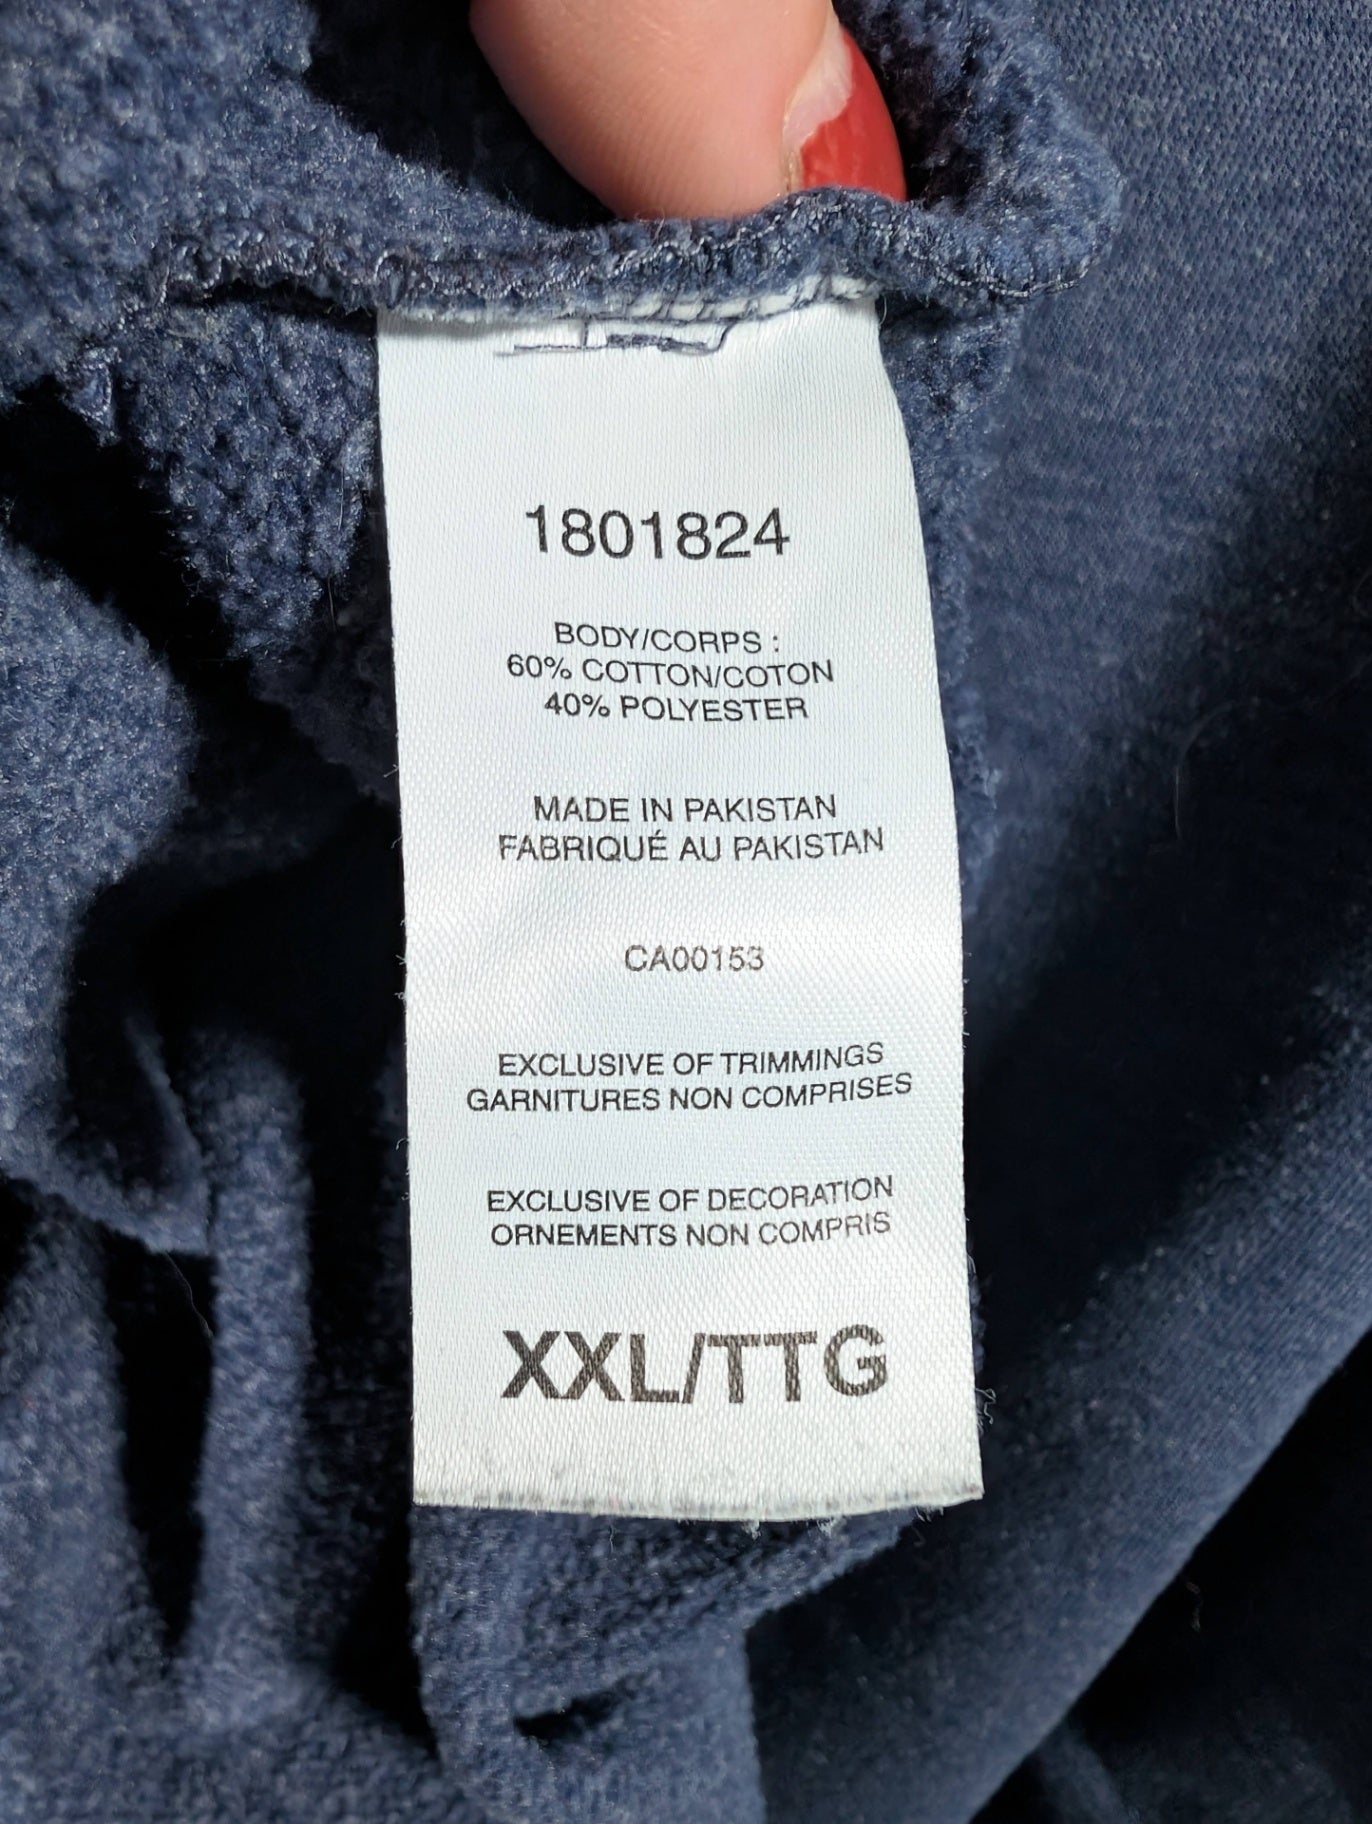 1801824
BODY/CORPS :
60% COTTON/COTON
40% POLYESTER
MADE IN PAKISTAN
FABRIQUÉ AU PAKISTAN
CA00153
EXCLUSIVE OF TRIMMINGS
GARNITURES NON COMPRISES
EXCLUSIVE OF DECORATION
ORNEMENTS NON COMPRIS
XXL/TTG